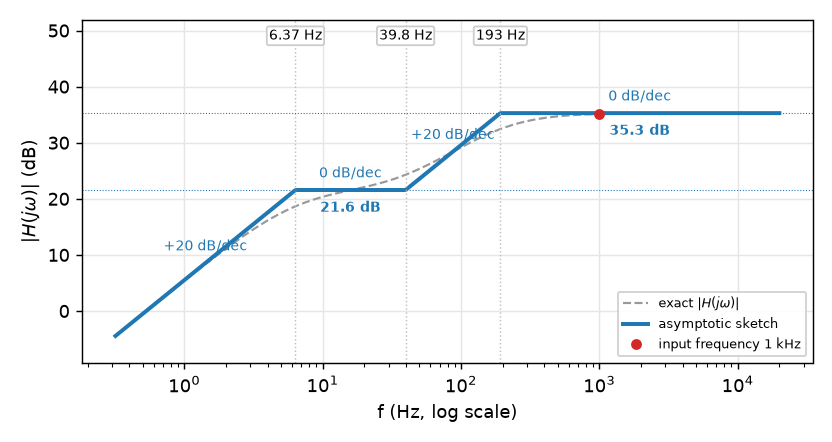 6.37 Hz 39.8 Hz 193 Hz
50
40
30
20
10
0
|H(jω)| (dB)
0 dB/dec
35.3 dB
+20 dB/dec
0 dB/dec
21.6 dB
+20 dB/dec
exact |H(jω)|
asymptotic sketch
input frequency 1 kHz
10⁰ 10¹ 10² 10³ 10⁴
f (Hz, log scale)